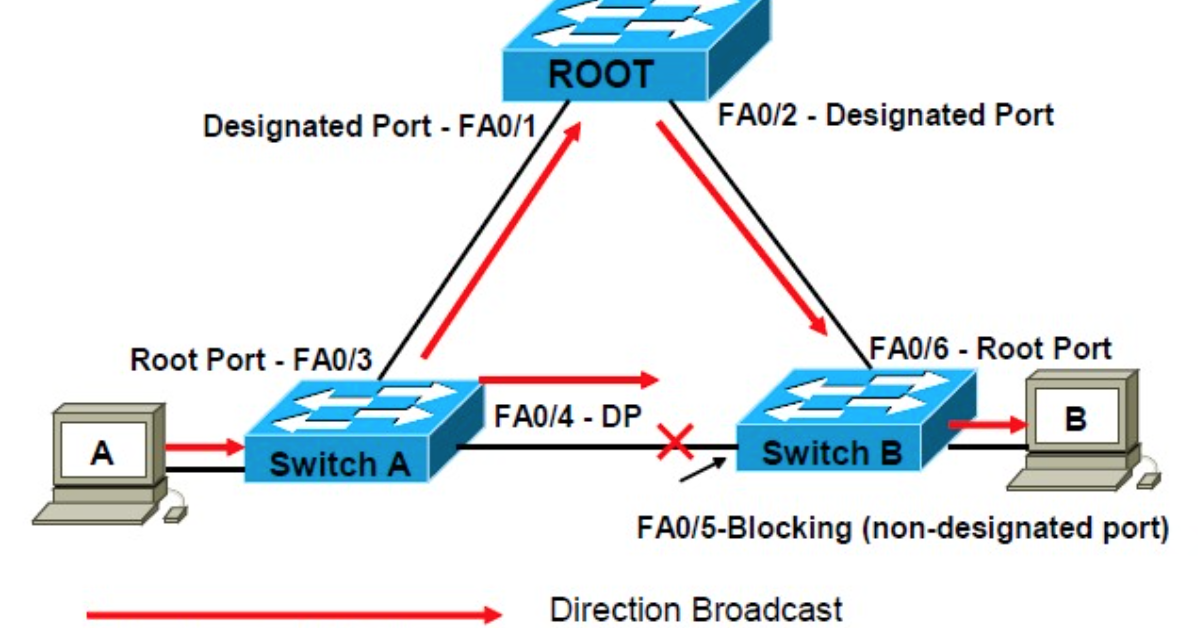 ROOT
Designated Port - FA0/1
FA0/2 - Designated Port
Root Port - FA0/3
FA0/6 - Root Port
FA0/4 - DP
A
Switch A
Switch B
B
FA0/5-Blocking (non-designated port)
Direction Broadcast